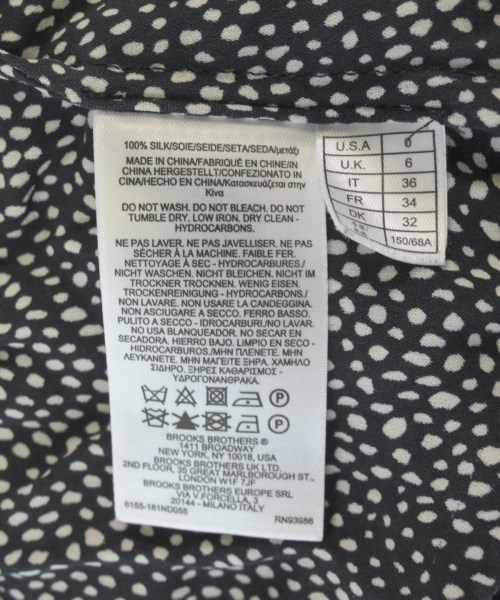 100% SILK/SOIE/SEIDE/SETA/SEDA/μετάξι
MADE IN CHINA/FABRIQUÉ EN CHINE/IN
CHINA HERGESTELLT/CONFEZIONATO IN
CINA/HECHO EN CHINA/Κατασκευάζεται στην
Κίνα
DO NOT WASH. DO NOT BLEACH. DO NOT
TUMBLE DRY. LOW IRON. DRY CLEAN -
HYDROCARBONS.
NE PAS LAVER. NE PAS JAVELLISER. NE PAS
SÉCHER À LA MACHINE. FAIBLE FER.
NETTOYAGE À SEC - HYDROCARBURES./
NICHT WASCHEN. NICHT BLEICHEN. NICHT IM
TROCKNER TROCKNEN. WENIG EISEN.
TROCKENREINIGUNG - HYDROCARBONS/
NON LAVARE. NON USARE LA CANDEGGINA.
NON ASCIUGARE A SECCO. FERRO BASSO.
PULITO A SECCO - IDROCARBURI/NO LAVAR.
NO USA BLANQUEADOR. NO SECAR EN
SECADORA. HIERRO BAJO. LIMPIO EN SECO -
HIDROCARBUROS/ΜΗΝ ΠΛΕΝΕΤΕ. ΜΗΝ
ΛΕΥΚΑΝΕΤΕ. ΜΗΝ ΜΑΓΕΙΤΕ ΞΗΡΑ. ΧΑΜΗΛΟ
ΣΙΔΕΡΟ. ΞΗΡΕΣ ΚΑΘΑΡΙΣΜΟΣ -
ΥΔΡΟΓΟΝΑΝΘΡΑΚΑ.
P
P
BROOKS BROTHERS ®
1411 BROADWAY
NEW YORK, NY 10018, USA
BROOKS BROTHERS UK LTD.
2ND FLOOR, 35 GREAT MARLBOROUGH ST.,
LONDON W1F 7JF
BROOKS BROTHERS EUROPE SRL
VIA V.FORCELLA, 3
20144 - MILANO ITALY
6155-181ND055 RN93986
U.S.A 0
U.K. 6
IT 36
FR 34
DK 32
150/68A